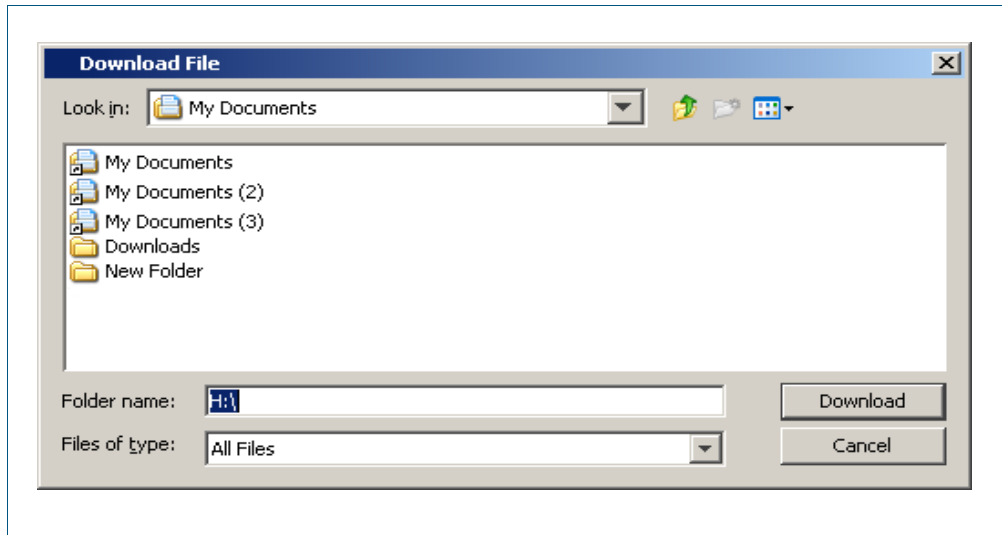 Download File
Look in: My Documents
My Documents
My Documents (2)
My Documents (3)
Downloads
New Folder
Folder name: H:\ Download
Files of type: All Files Cancel